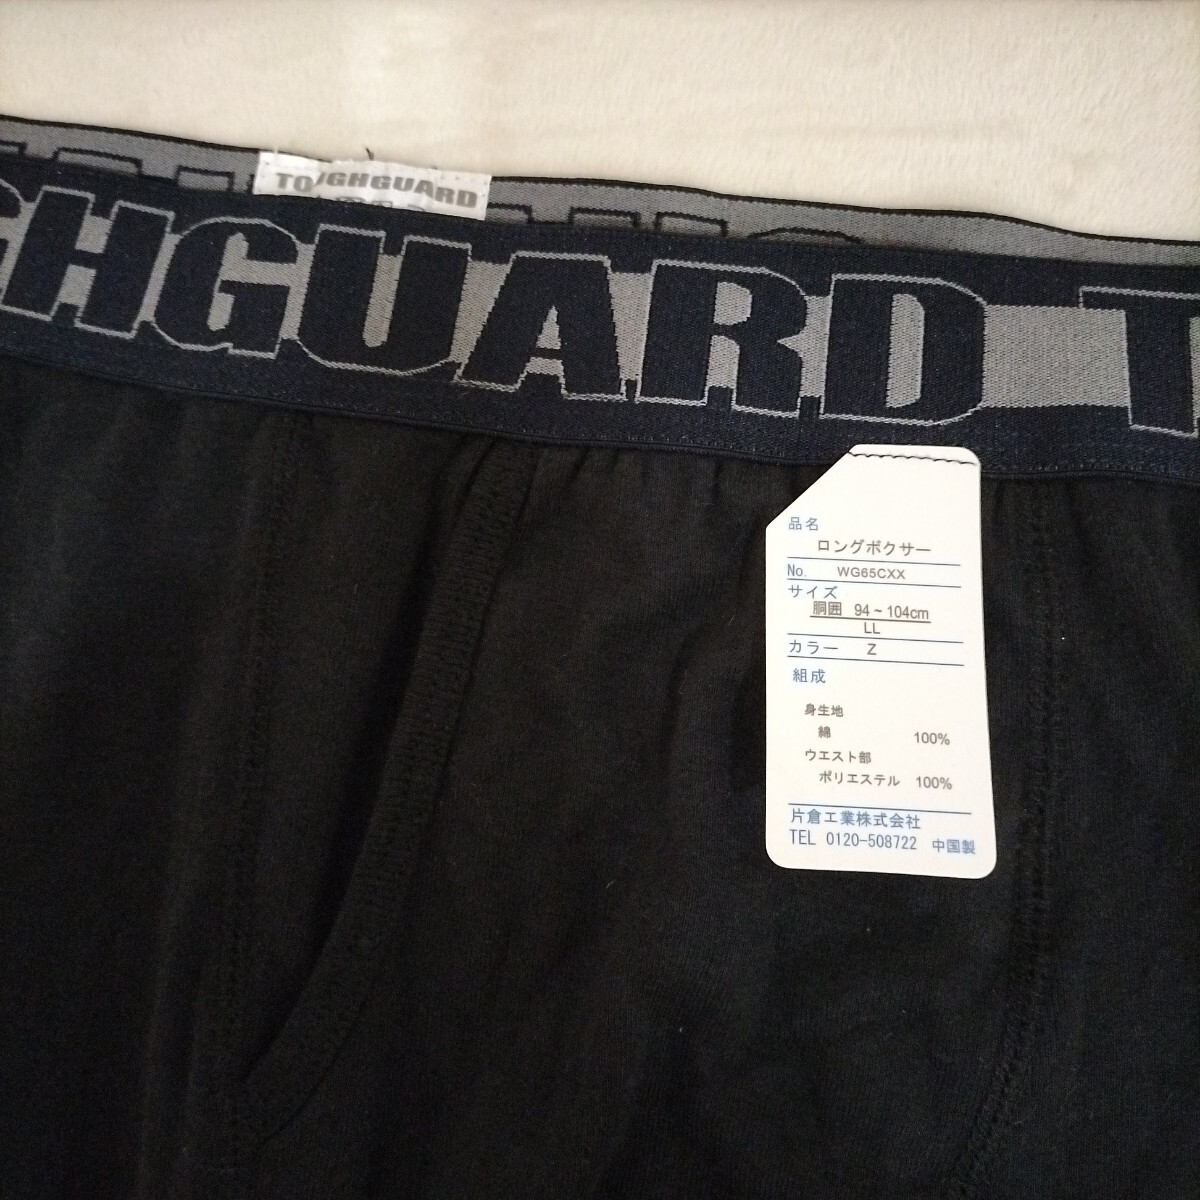 TOUGHGUARD
GHGUARD T
品名
ロングボクサー
No. WG65CXX
サイズ
胴囲 94~104cm
LL
カラー Z
組成
身生地
綿 100%
ウエスト部
ポリエステル 100%
片倉工業株式会社
TEL 0120-508722 中国製